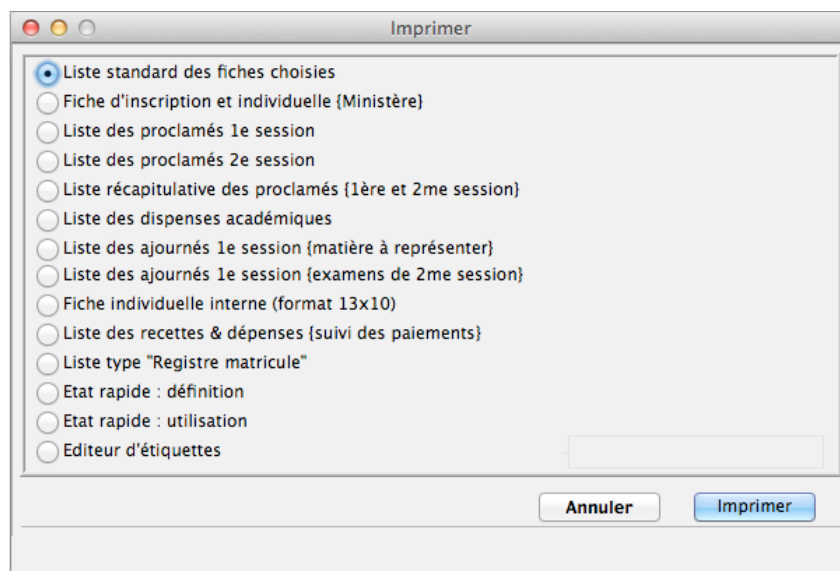 Imprimer
Liste standard des fiches choisies
Fiche d'inscription et individuelle {Ministère}
Liste des proclamés 1e session
Liste des proclamés 2e session
Liste récapitulative des proclamés {1ère et 2me session}
Liste des dispenses académiques
Liste des ajournés 1e session {matière à représenter}
Liste des ajournés 1e session {examens de 2me session}
Fiche individuelle interne (format 13x10)
Liste des recettes & dépenses {suivi des paiements}
Liste type "Registre matricule"
Etat rapide : définition
Etat rapide : utilisation
Editeur d'étiquettes
Annuler Imprimer